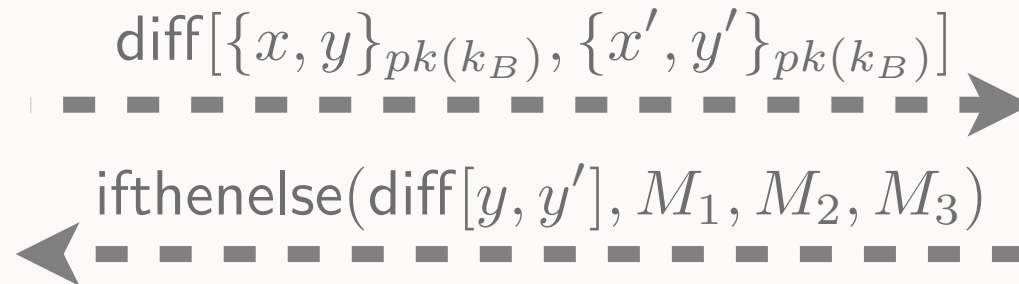 diff[{x, y}_{pk(k_B)}, {x′, y′}_{pk(k_B)}]
ifthenelse(diff[y, y′], M_1, M_2, M_3)